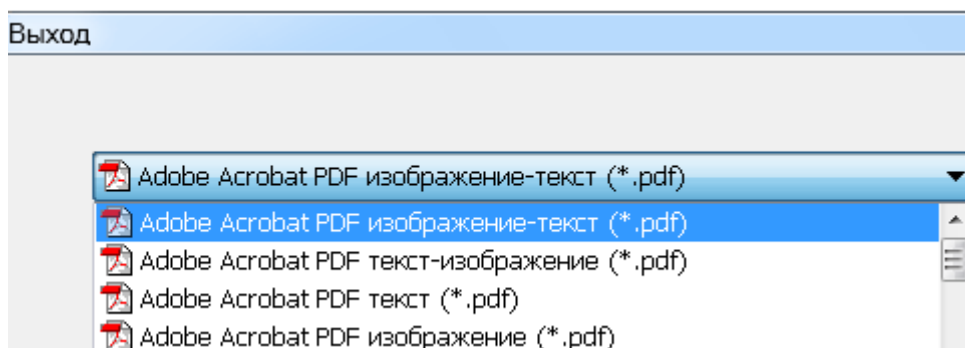 Выход
Adobe Acrobat PDF изображение-текст (*.pdf)
Adobe Acrobat PDF изображение-текст (*.pdf)
Adobe Acrobat PDF текст-изображение (*.pdf)
Adobe Acrobat PDF текст (*.pdf)
Adobe Acrobat PDF изображение (*.pdf)